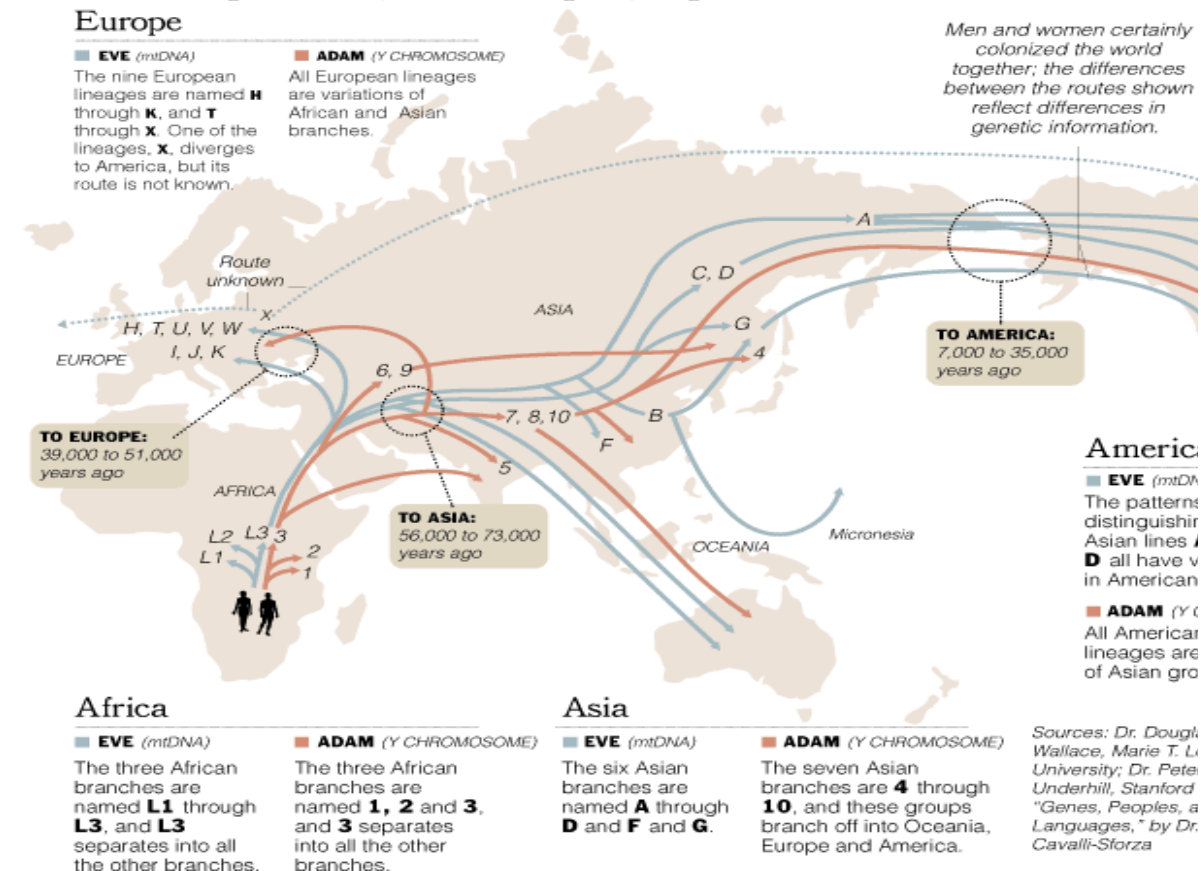 Europe
EVE (mtDNA)
The nine European
lineages are named H
through K, and T
through X. One of the
lineages, X, diverges
to America, but its
route is not known.
ADAM (Y CHROMOSOME)
All European lineages
are variations of
African and Asian
branches.
Men and women certainly
colonized the world
together; the differences
between the routes shown
reflect differences in
genetic information.
Route
unknown
X
H, T, U, V, W
I, J, K
EUROPE
ASIA
A
C, D
G
4
6, 9
7, 8, 10
B
F
5
TO AMERICA:
7,000 to 35,000
years ago
TO EUROPE:
39,000 to 51,000
years ago
AFRICA
TO ASIA:
56,000 to 73,000
years ago
L2
L3
3
L1
2
1
OCEANIA
Micronesia
Americ
EVE (mtDN
The patterns
distinguishin
Asian lines
D all have v
in American
ADAM (Y C
All American
lineages are
of Asian gro
Africa
EVE (mtDNA)
The three African
branches are
named L1 through
L3, and L3
separates into all
the other branches.
ADAM (Y CHROMOSOME)
The three African
branches are
named 1, 2 and 3,
and 3 separates
into all the other
branches.
Asia
EVE (mtDNA)
The six Asian
branches are
named A through
D and F and G.
ADAM (Y CHROMOSOME)
The seven Asian
branches are 4 through
10, and these groups
branch off into Oceania,
Europe and America.
Sources: Dr. Dougla
Wallace, Marie T. L
University; Dr. Pete
Underhill, Stanford
"Genes, Peoples, a
Languages," by Dr.
Cavalli-Sforza